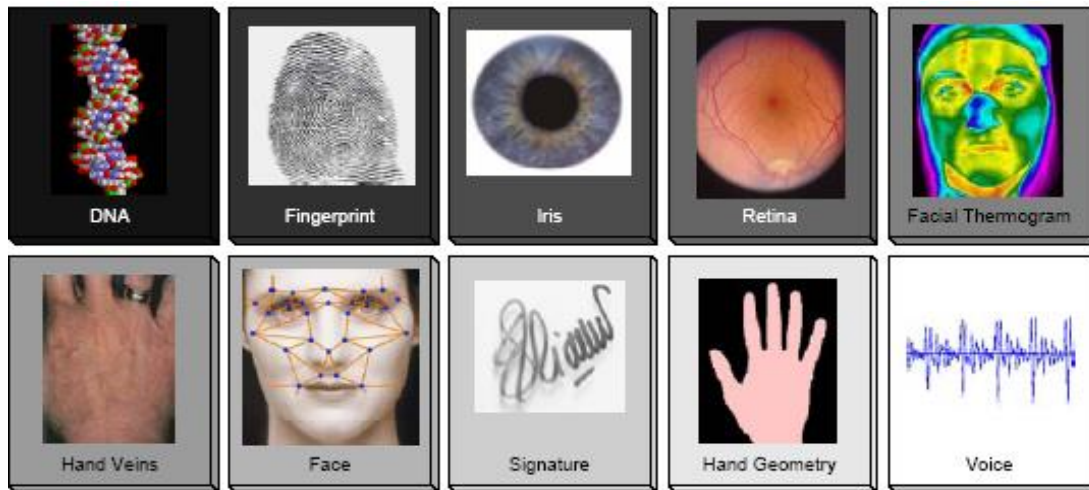 DNA
Fingerprint
Iris
Retina
Facial Thermogram
Hand Veins
Face
Signature
Hand Geometry
Voice